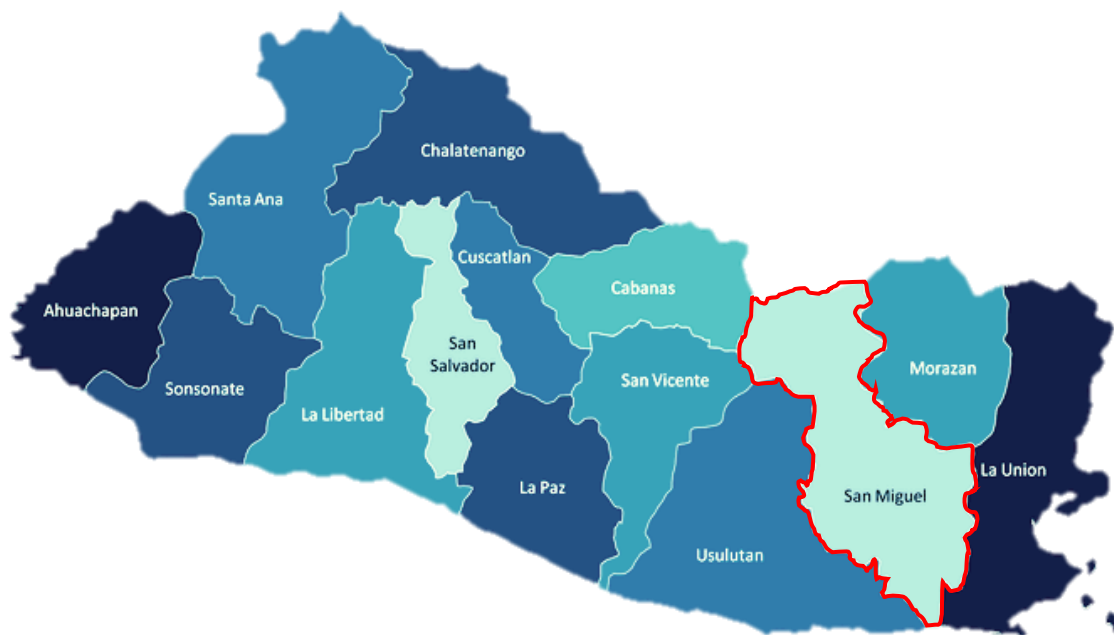 Chalatenango
Santa Ana
Cuscatlan
Cabanas
Ahuachapan
San
Salvador
Morazan
San Vicente
Sonsonate
La Libertad
La Union
La Paz
San Miguel
Usulutan